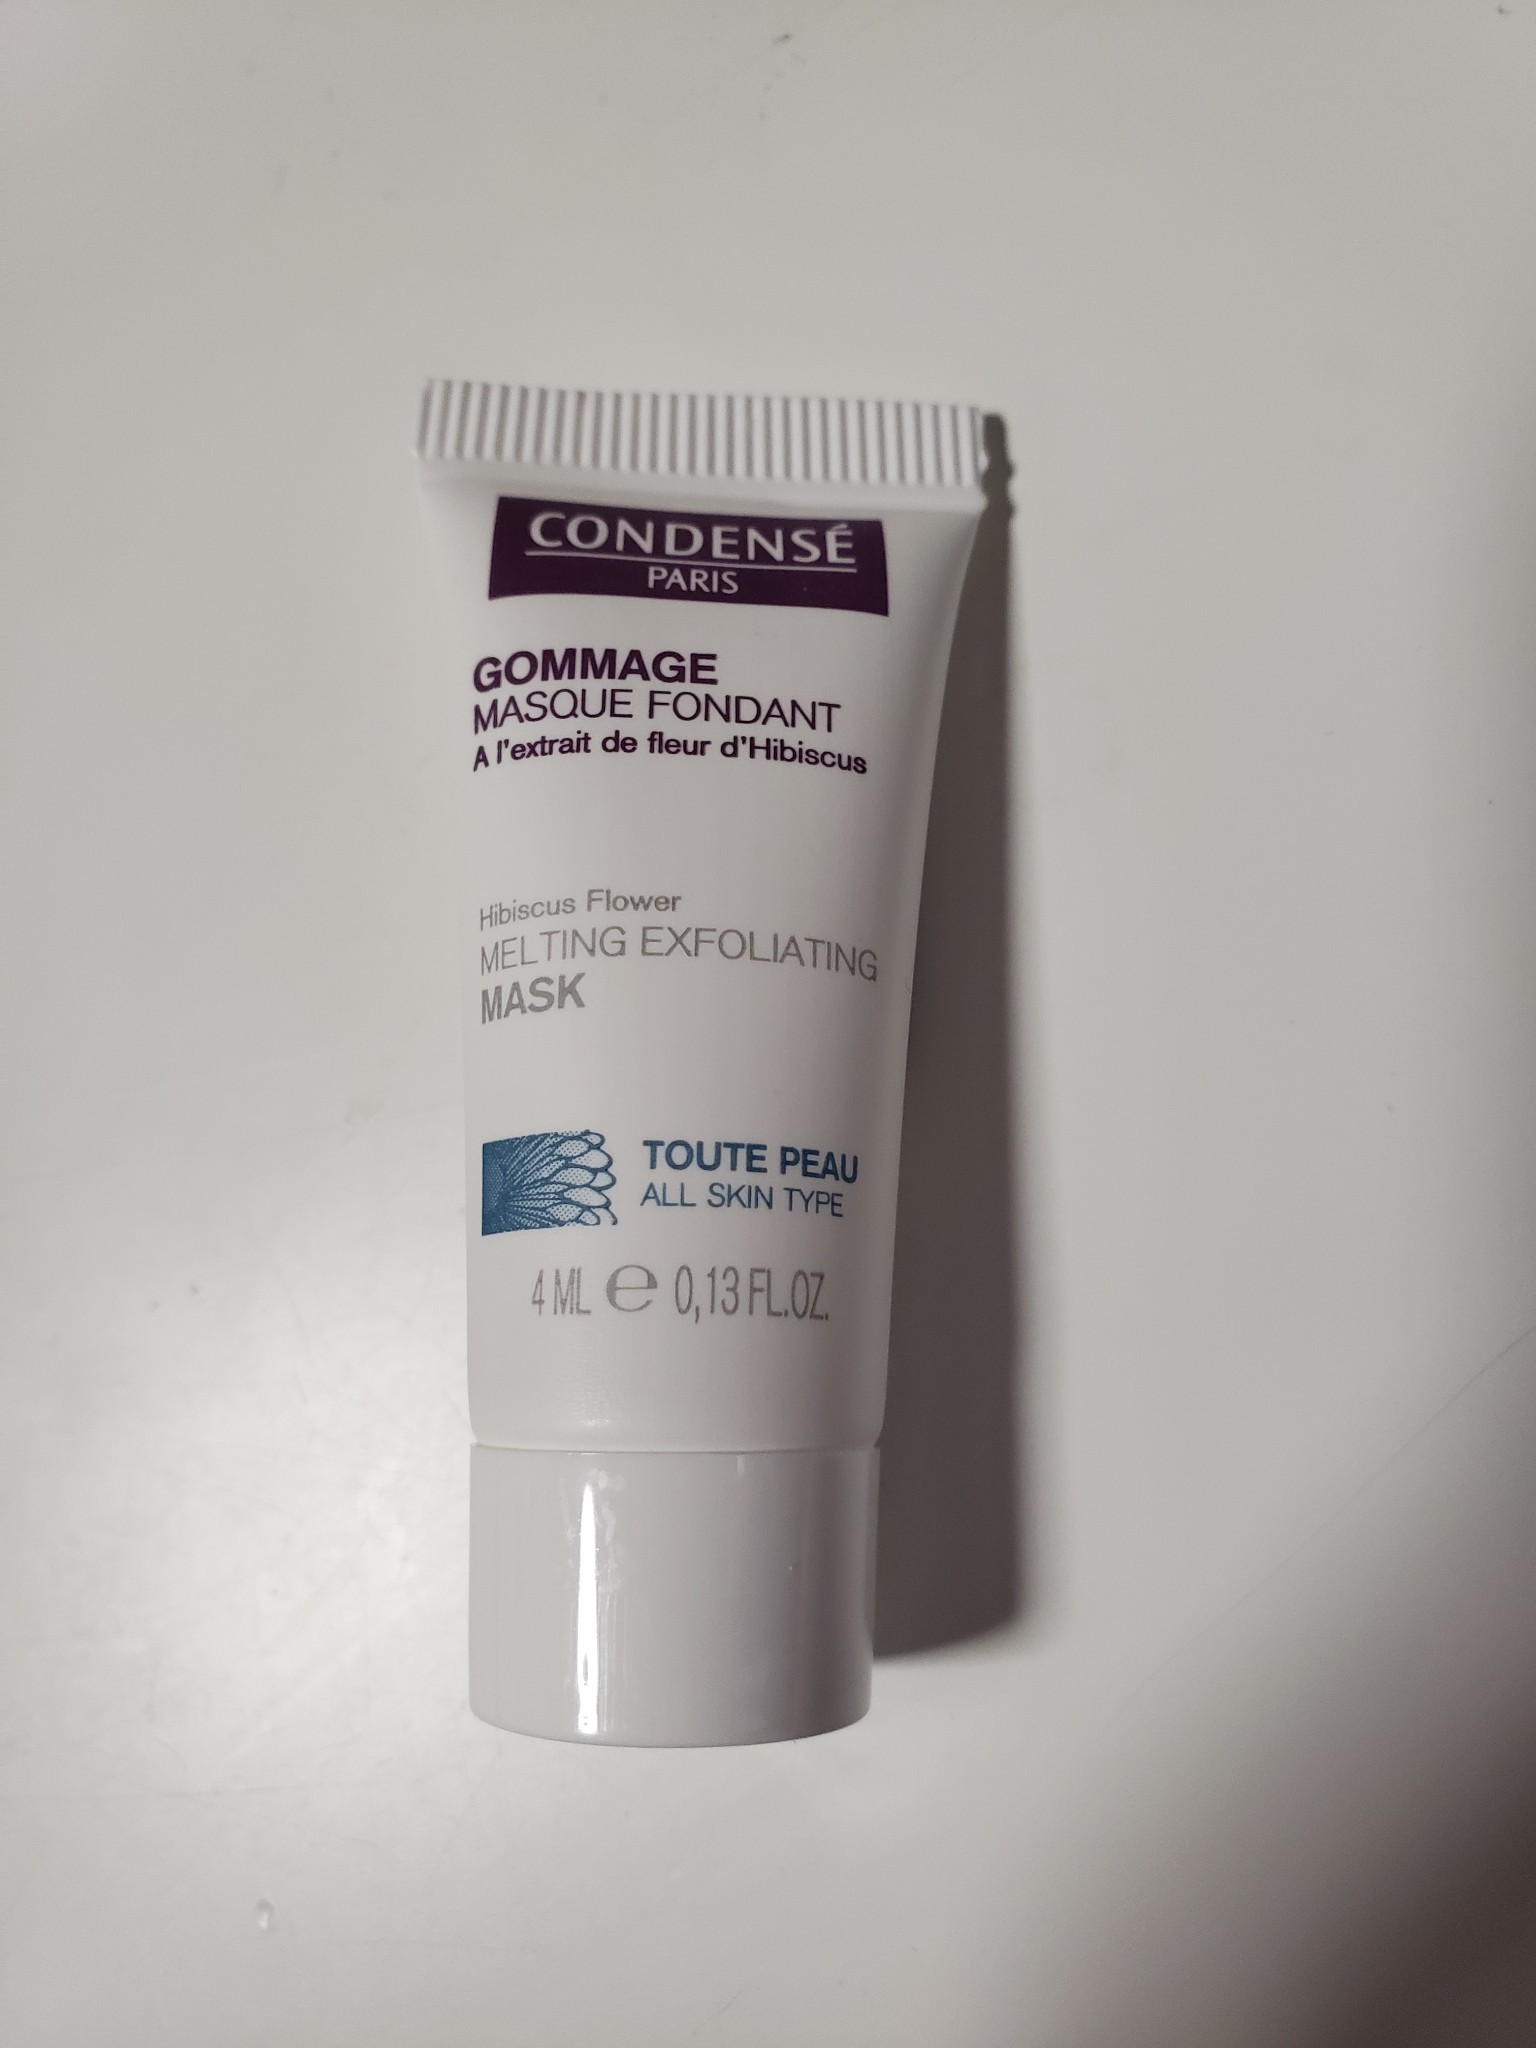 CONDENSÉ
PARIS
GOMMAGE
MASQUE FONDANT
A l'extrait de fleur d'Hibiscus
Hibiscus Flower
MELTING EXFOLIATING
MASK
TOUTE PEAU
ALL SKIN TYPE
4 ML e 0,13 FL.OZ.